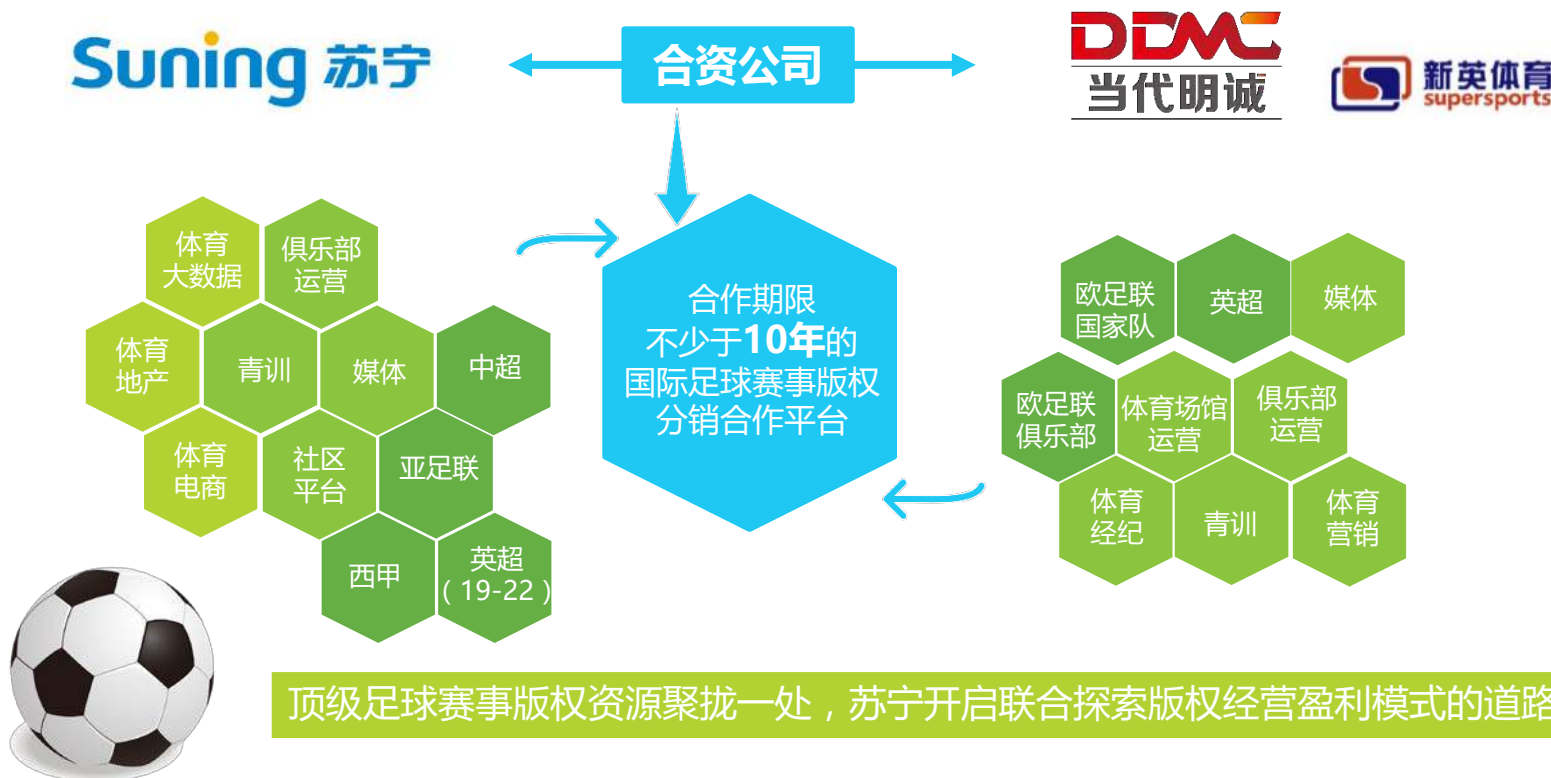 Suning 苏宁
合资公司
DDMC
当代明诚
新英体育
supersports
体育
大数据
俱乐部
运营
体育
地产
青训
媒体
中超
体育
电商
社区
平台
亚足联
西甲
英超
（19-22）
合作期限
不少于10年的
国际足球赛事版权
分销合作平台
欧足联
国家队
英超
媒体
欧足联
俱乐部
体育场馆
运营
俱乐部
运营
体育
经纪
青训
体育
营销
顶级足球赛事版权资源聚拢一处，苏宁开启联合探索版权经营盈利模式的道路